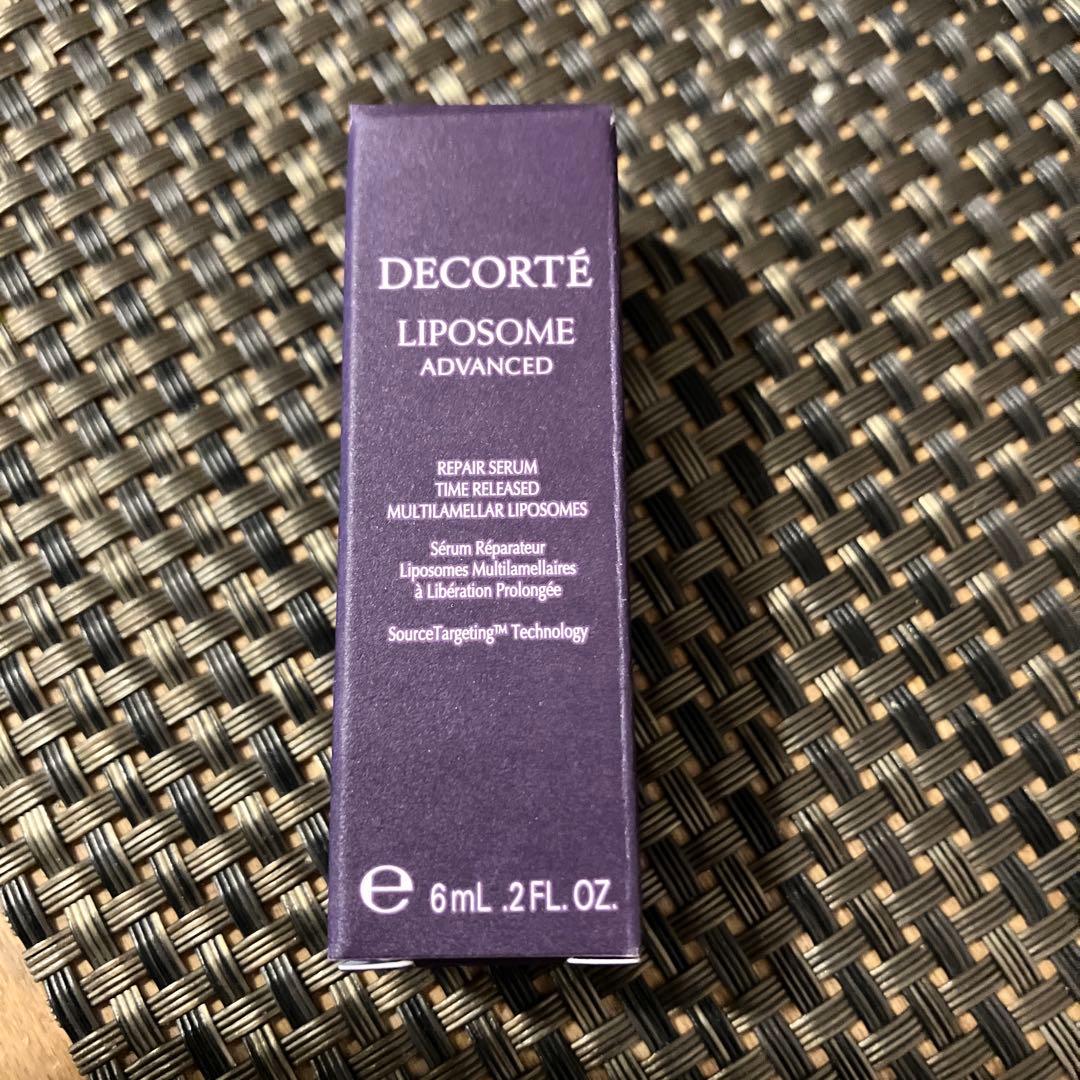 DECORTÉ
LIPOSOME
ADVANCED
REPAIR SERUM
TIME RELEASED
MULTILAMELLAR LIPOSOMES
Sérum Réparateur
Liposomes Multilamellaires
à Libération Prolongée
SourceTargeting™ Technology
℮ 6mL .2FL.OZ.